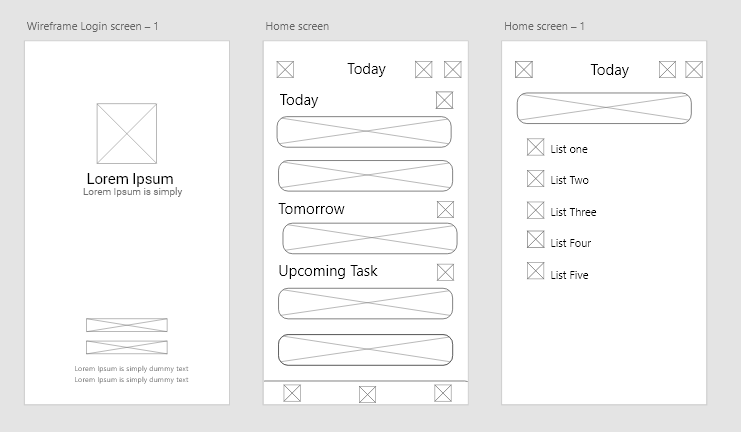 Wireframe Login screen – 1
Lorem Ipsum
Lorem Ipsum is simply
Lorem Ipsum is simply dummy text
Lorem Ipsum is simply dummy text
Home screen
Today
Today
Tomorrow
Upcoming Task
Home screen – 1
Today
List one
List Two
List Three
List Four
List Five